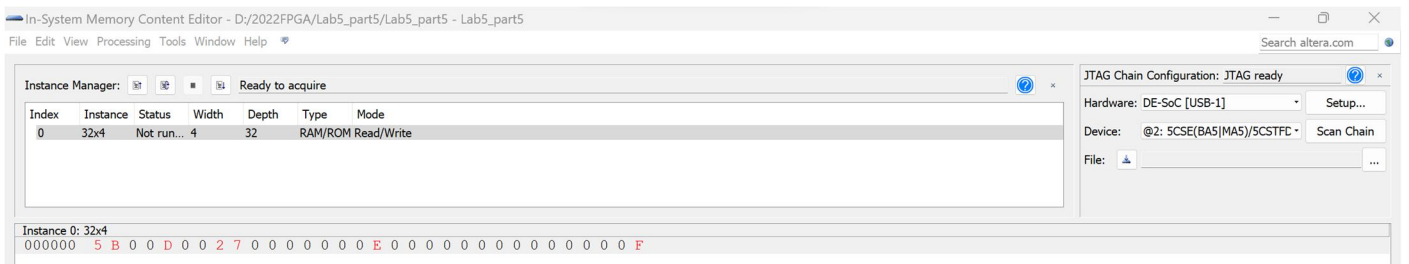 In-System Memory Content Editor - D:/2022FPGA/Lab5_part5/Lab5_part5 - Lab5_part5
File Edit View Processing Tools Window Help
Search altera.com
Instance Manager: Ready to acquire
Index Instance Status Width Depth Type Mode
0 32x4 Not run... 4 32 RAM/ROM Read/Write
JTAG Chain Configuration: JTAG ready
Hardware: DE-SoC [USB-1] Setup...
Device: @2: 5CSE(BA5|MA5)/5CSTFD Scan Chain
File: ...
Instance 0: 32x4
000000 5 B 0 0 D 0 0 2 7 0 0 0 0 0 0 0 E 0 0 0 0 0 0 0 0 0 0 0 0 0 0 F